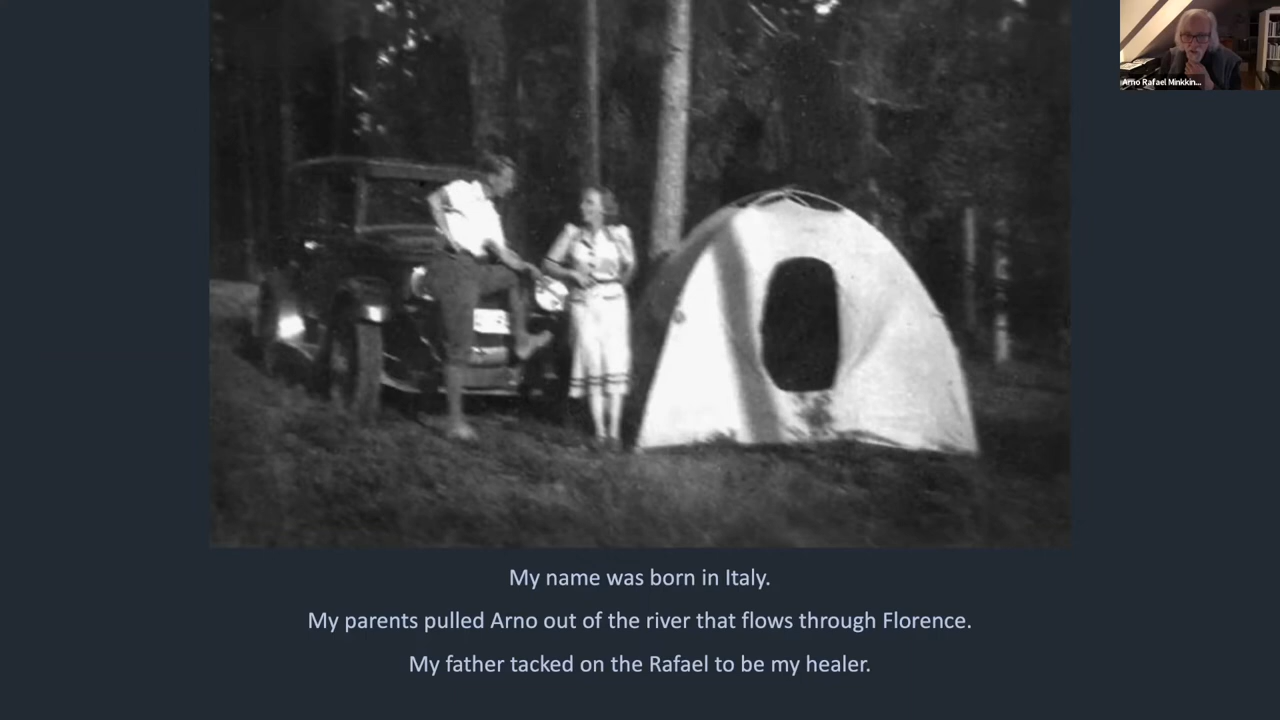 Arno Rafael Minkkin...
My name was born in Italy.
My parents pulled Arno out of the river that flows through Florence.
My father tacked on the Rafael to be my healer.